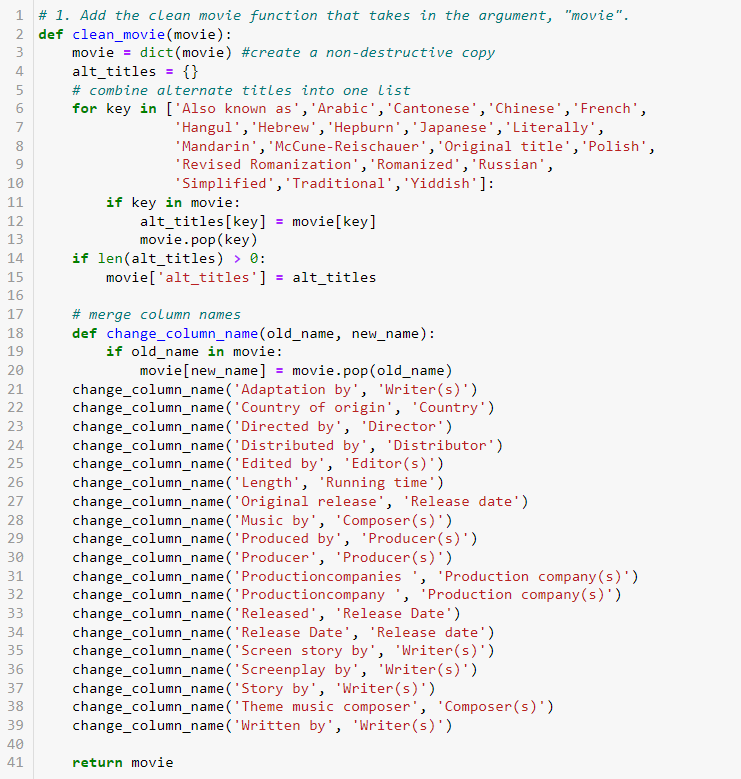 1 # 1. Add the clean movie function that takes in the argument, "movie".
2 def clean_movie(movie):
3     movie = dict(movie) #create a non-destructive copy
4     alt_titles = {}
5     # combine alternate titles into one list
6     for key in ['Also known as','Arabic','Cantonese','Chinese','French',
7                 'Hangul','Hebrew','Hepburn','Japanese','Literally',
8                 'Mandarin','McCune-Reischauer','Original title','Polish',
9                 'Revised Romanization','Romanized','Russian',
10                 'Simplified','Traditional','Yiddish']:
11         if key in movie:
12             alt_titles[key] = movie[key]
13             movie.pop(key)
14     if len(alt_titles) > 0:
15         movie['alt_titles'] = alt_titles
16
17     # merge column names
18     def change_column_name(old_name, new_name):
19         if old_name in movie:
20             movie[new_name] = movie.pop(old_name)
21     change_column_name('Adaptation by', 'Writer(s)')
22     change_column_name('Country of origin', 'Country')
23     change_column_name('Directed by', 'Director')
24     change_column_name('Distributed by', 'Distributor')
25     change_column_name('Edited by', 'Editor(s)')
26     change_column_name('Length', 'Running time')
27     change_column_name('Original release', 'Release date')
28     change_column_name('Music by', 'Composer(s)')
29     change_column_name('Produced by', 'Producer(s)')
30     change_column_name('Producer', 'Producer(s)')
31     change_column_name('Productioncompanies ', 'Production company(s)')
32     change_column_name('Productioncompany ', 'Production company(s)')
33     change_column_name('Released', 'Release Date')
34     change_column_name('Release Date', 'Release date')
35     change_column_name('Screen story by', 'Writer(s)')
36     change_column_name('Screenplay by', 'Writer(s)')
37     change_column_name('Story by', 'Writer(s)')
38     change_column_name('Theme music composer', 'Composer(s)')
39     change_column_name('Written by', 'Writer(s)')
40
41     return movie